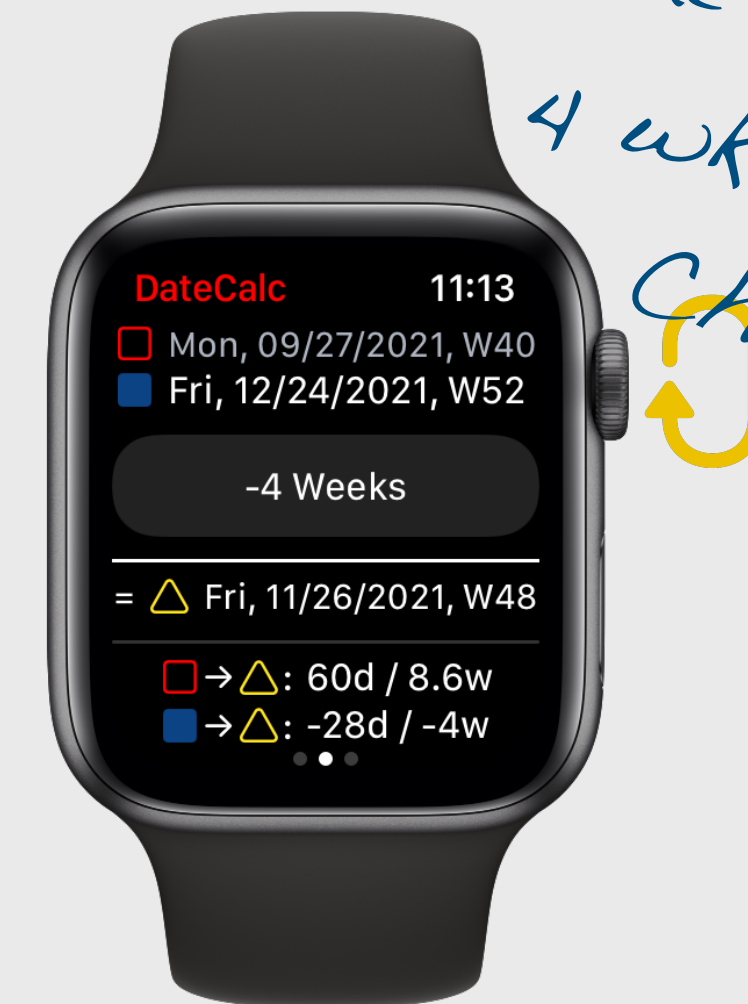 4 wk
DateCalc 11:13
Mon, 09/27/2021, W40
Fri, 12/24/2021, W52
-4 Weeks
= △ Fri, 11/26/2021, W48
→ △: 60d / 8.6w
→ △: -28d / -4w